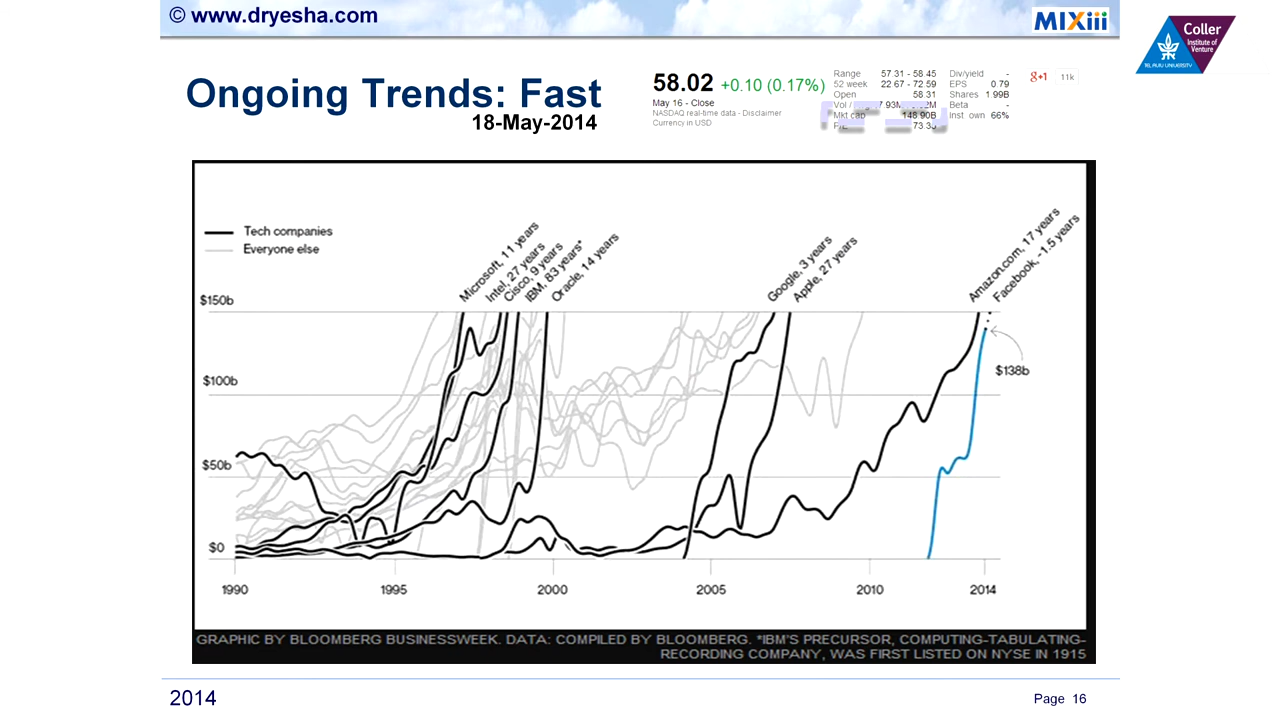 © www.dryesha.com
MIXiii
Coller
Institute of
Venture
TEL AVIV UNIVERSITY
Ongoing Trends: Fast
18-May-2014
58.02 +0.10 (0.17%)
May 16 - Close
NASDAQ real-time data - Disclaimer
Currency in USD
Range 57.31 - 58.45
52 week 22.67 - 72.59
Open 58.31
Vol /
Mkt cap 148.90B
P/E
Div/yield -
EPS 0.79
Shares 1.99B
Beta -
Inst. own 66%
g+1 11k
Tech companies
Everyone else
Microsoft, 11 years
Intel, 27 years
Cisco, 9 years
IBM, 83 years*
Oracle, 14 years
Google, 3 years
Apple, 27 years
Amazon.com, 17 years
Facebook, ~1.5 years
$150b
$100b
$50b
$0
$138b
1990 1995 2000 2005 2010 2014
GRAPHIC BY BLOOMBERG BUSINESSWEEK. DATA: COMPILED BY BLOOMBERG. *IBM'S PRECURSOR, COMPUTING-TABULATING-
RECORDING COMPANY, WAS FIRST LISTED ON NYSE IN 1915
2014
Page 16